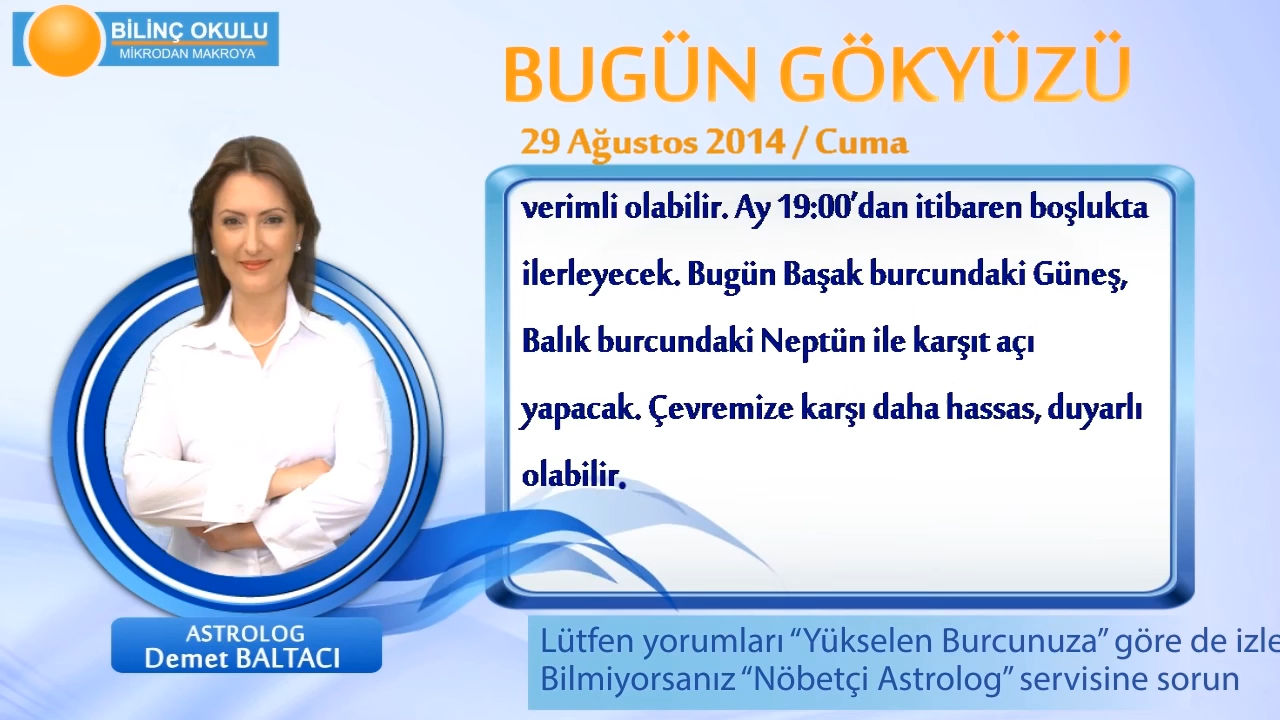 BİLİNÇ OKULU
MİKRODAN MAKROYA
BUGÜN GÖKYÜZÜ
29 Ağustos 2014 / Cuma
verimli olabilir. Ay 19:00’dan itibaren boşlukta
ilerleyecek. Bugün Başak burcundaki Güneş,
Balık burcundaki Neptün ile karşıt açı
yapacak. Çevremize karşı daha hassas, duyarlı
olabilir.
ASTROLOG
Demet BALTACI
Lütfen yorumları “Yükselen Burcunuza” göre de izle
Bilmiyorsanız “Nöbetçi Astrolog” servisine sorun